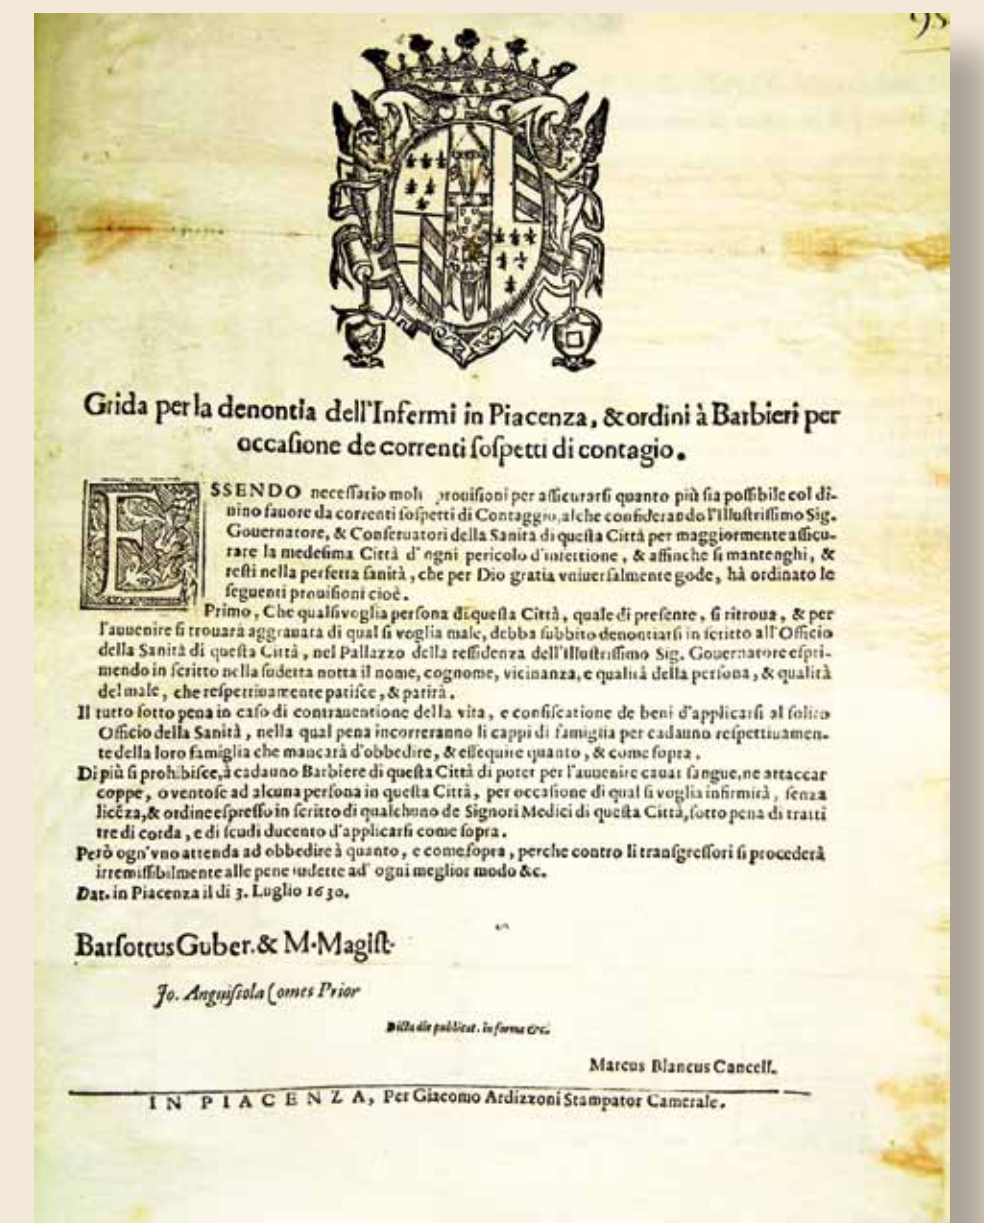 95
Grida per la denontia dell'Infermi in Piacenza, & ordini à Barbieri per
occaſione de correnti ſoſpetti di contagio.
ESSENDO neceſſario molt prouiſioni per aſſicurarſi quanto più ſia poſſibile col di-
uino fauore da correnti ſoſpetti di Contaggio, alche conſiderando l'Illuſtriſſimo Sig.
Gouernatore, & Conſeruatori della Sanità di queſta Città per maggiormente aſſicu-
rare la medeſima Città d'ogni pericolo d'infettione, & affinche ſi mantenghi, &
reſti nella perfetta ſanità, che per Dio gratia vniuerſalmente gode, hà ordinato le
ſeguenti prouiſioni cioè.
Primo, Che qualſivoglia perſona di queſta Città, quale di preſente, ſi ritroua, & per
l'auuenire ſi trouarà aggrauata di qual ſi voglia male, debba ſubbito denontiarſi in ſcritto all'Officio
della Sanità di queſta Città, nel Pallazzo della reſſidenza dell'Illuſtriſſimo Sig. Gouernatore eſpri-
mendo in ſcritto nella ſudetta notta il nome, cognome, vicinanza, e qualità della perſona, & qualità
del male, che reſpettiuamente patiſce, & patirà.
Il tutto ſotto pena in caſo di contrauentione della vita, e confiſcatione de beni d'applicarſi al ſolito
Officio della Sanità, nella qual pena incorreranno li cappi di famiglia per cadauno reſpettiuamen-
te della loro famiglia che mancarà d'obbedire, & eſſequire quanto, & come ſopra.
Di più ſi prohibiſce, à cadauno Barbiere di queſta Città di poter per l'auuenire cauar ſangue, ne attaccar
coppe, o ventoſe ad alcuna perſona in queſta Città, per occaſione di qual ſi voglia infirmità, ſenza
licẽza, & ordine eſpreſſo in ſcritto di qualchuno de Signori Medici di queſta Città, ſotto pena di tratti
tre di corda, e di ſcudi ducento d'applicarſi come ſopra.
Però ogn'vno attenda ad obbedire à quanto, e come ſopra, perche contro li tranſgreſſori ſi procederà
irremiſſibilmente alle pene ſudette ad' ogni meglior modo &c.
Dat. in Piacenza il di 3. Luglio 1630.
Barſottus Guber. & M. Magiſt.
Jo. Anguiſſola Comes Prior
Dicta die publicat. in forma &c.
Marcus Blancus Cancell.
IN PIACENZA, Per Giacomo Ardizzoni Stampator Camerale.